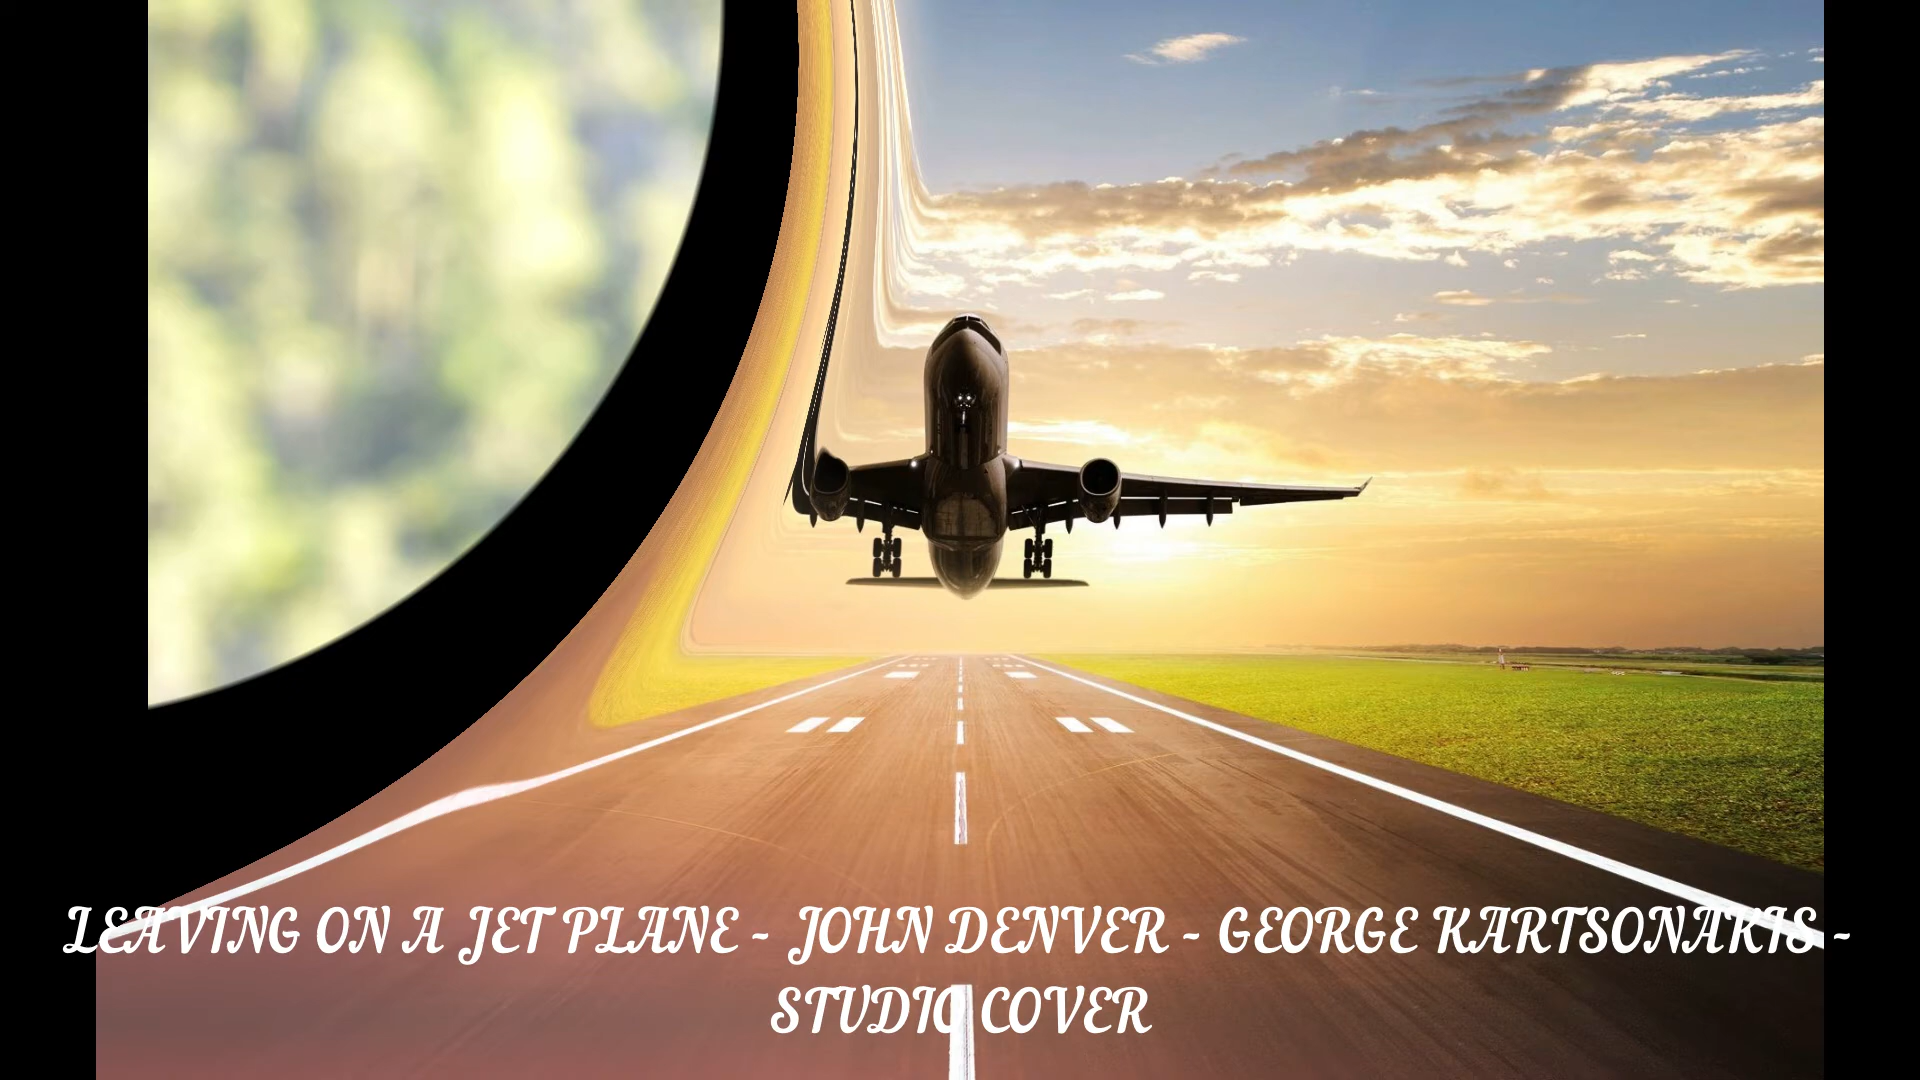 LEAVING ON A JET PLANE ~ JOHN DENVER ~ GEORGE KARTSONAKIS ~
STUDIO COVER